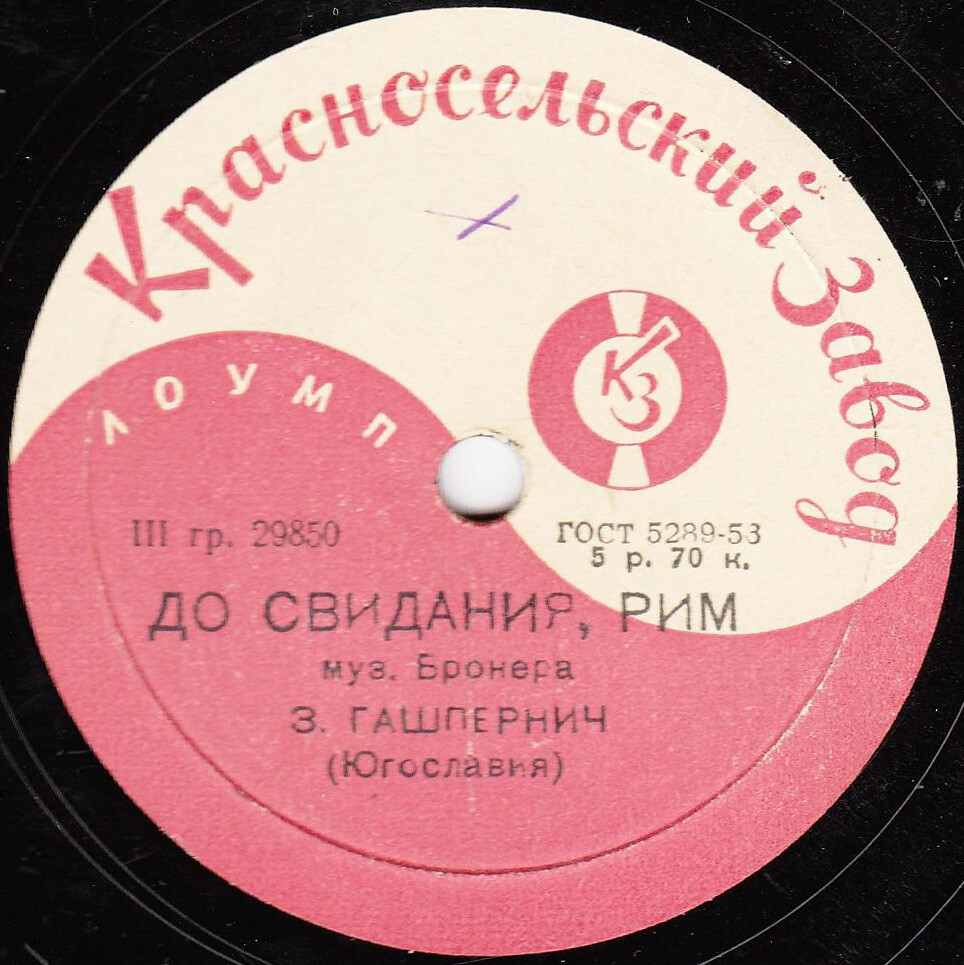 Красносельский Завод
ЛОУМП
КЗ
III гр. 29850
ГОСТ 5289-53
5 р. 70 к.
ДО СВИДАНИЯ, РИМ
муз. Бронера
З. ГАШПЕРНИЧ
(Югославия)